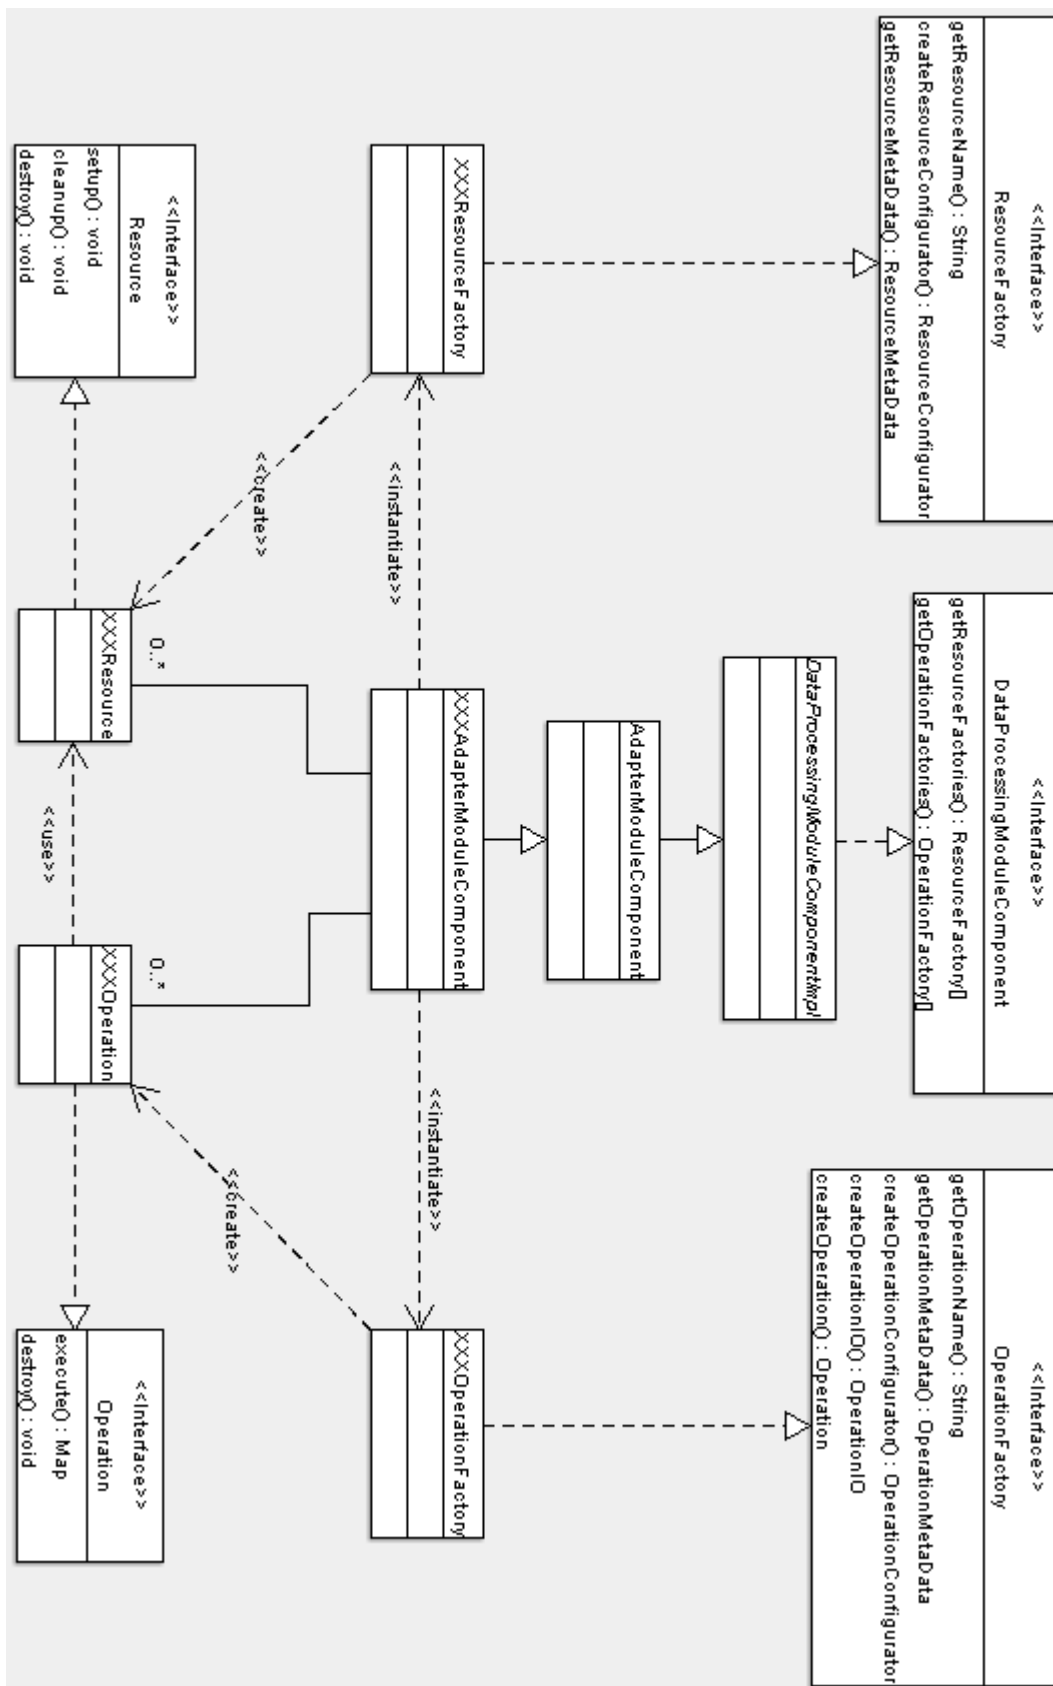 <<Interface>>
ResourceFactory
getResourceName() : String
createResourceConfigurator() : ResourceConfigurator
getResourceMetaData() : ResourceMetaData
<<Interface>>
DataProcessingModuleComponent
getResourceFactories() : ResourceFactory[]
getOperationFactories() : OperationFactory[]
<<Interface>>
OperationFactory
getOperationName() : String
getOperationMetaData() : OperationMetaData
createOperationConfigurator() : OperationConfigurator
createOperationIO() : OperationIO
createOperation() : Operation
DataProcessingModuleComponentImpl
AdapterModuleComponent
XXXResourceFactory
<<instantiate>>
XXXAdapterModuleComponent
<<instantiate>>
XXXOperationFactory
<<create>>
<<create>>
0..*
0..*
<<Interface>>
Resource
setup() : void
cleanup() : void
destroy() : void
XXXResource
<<use>>
XXXOperation
<<Interface>>
Operation
execute() : Map
destroy() : void